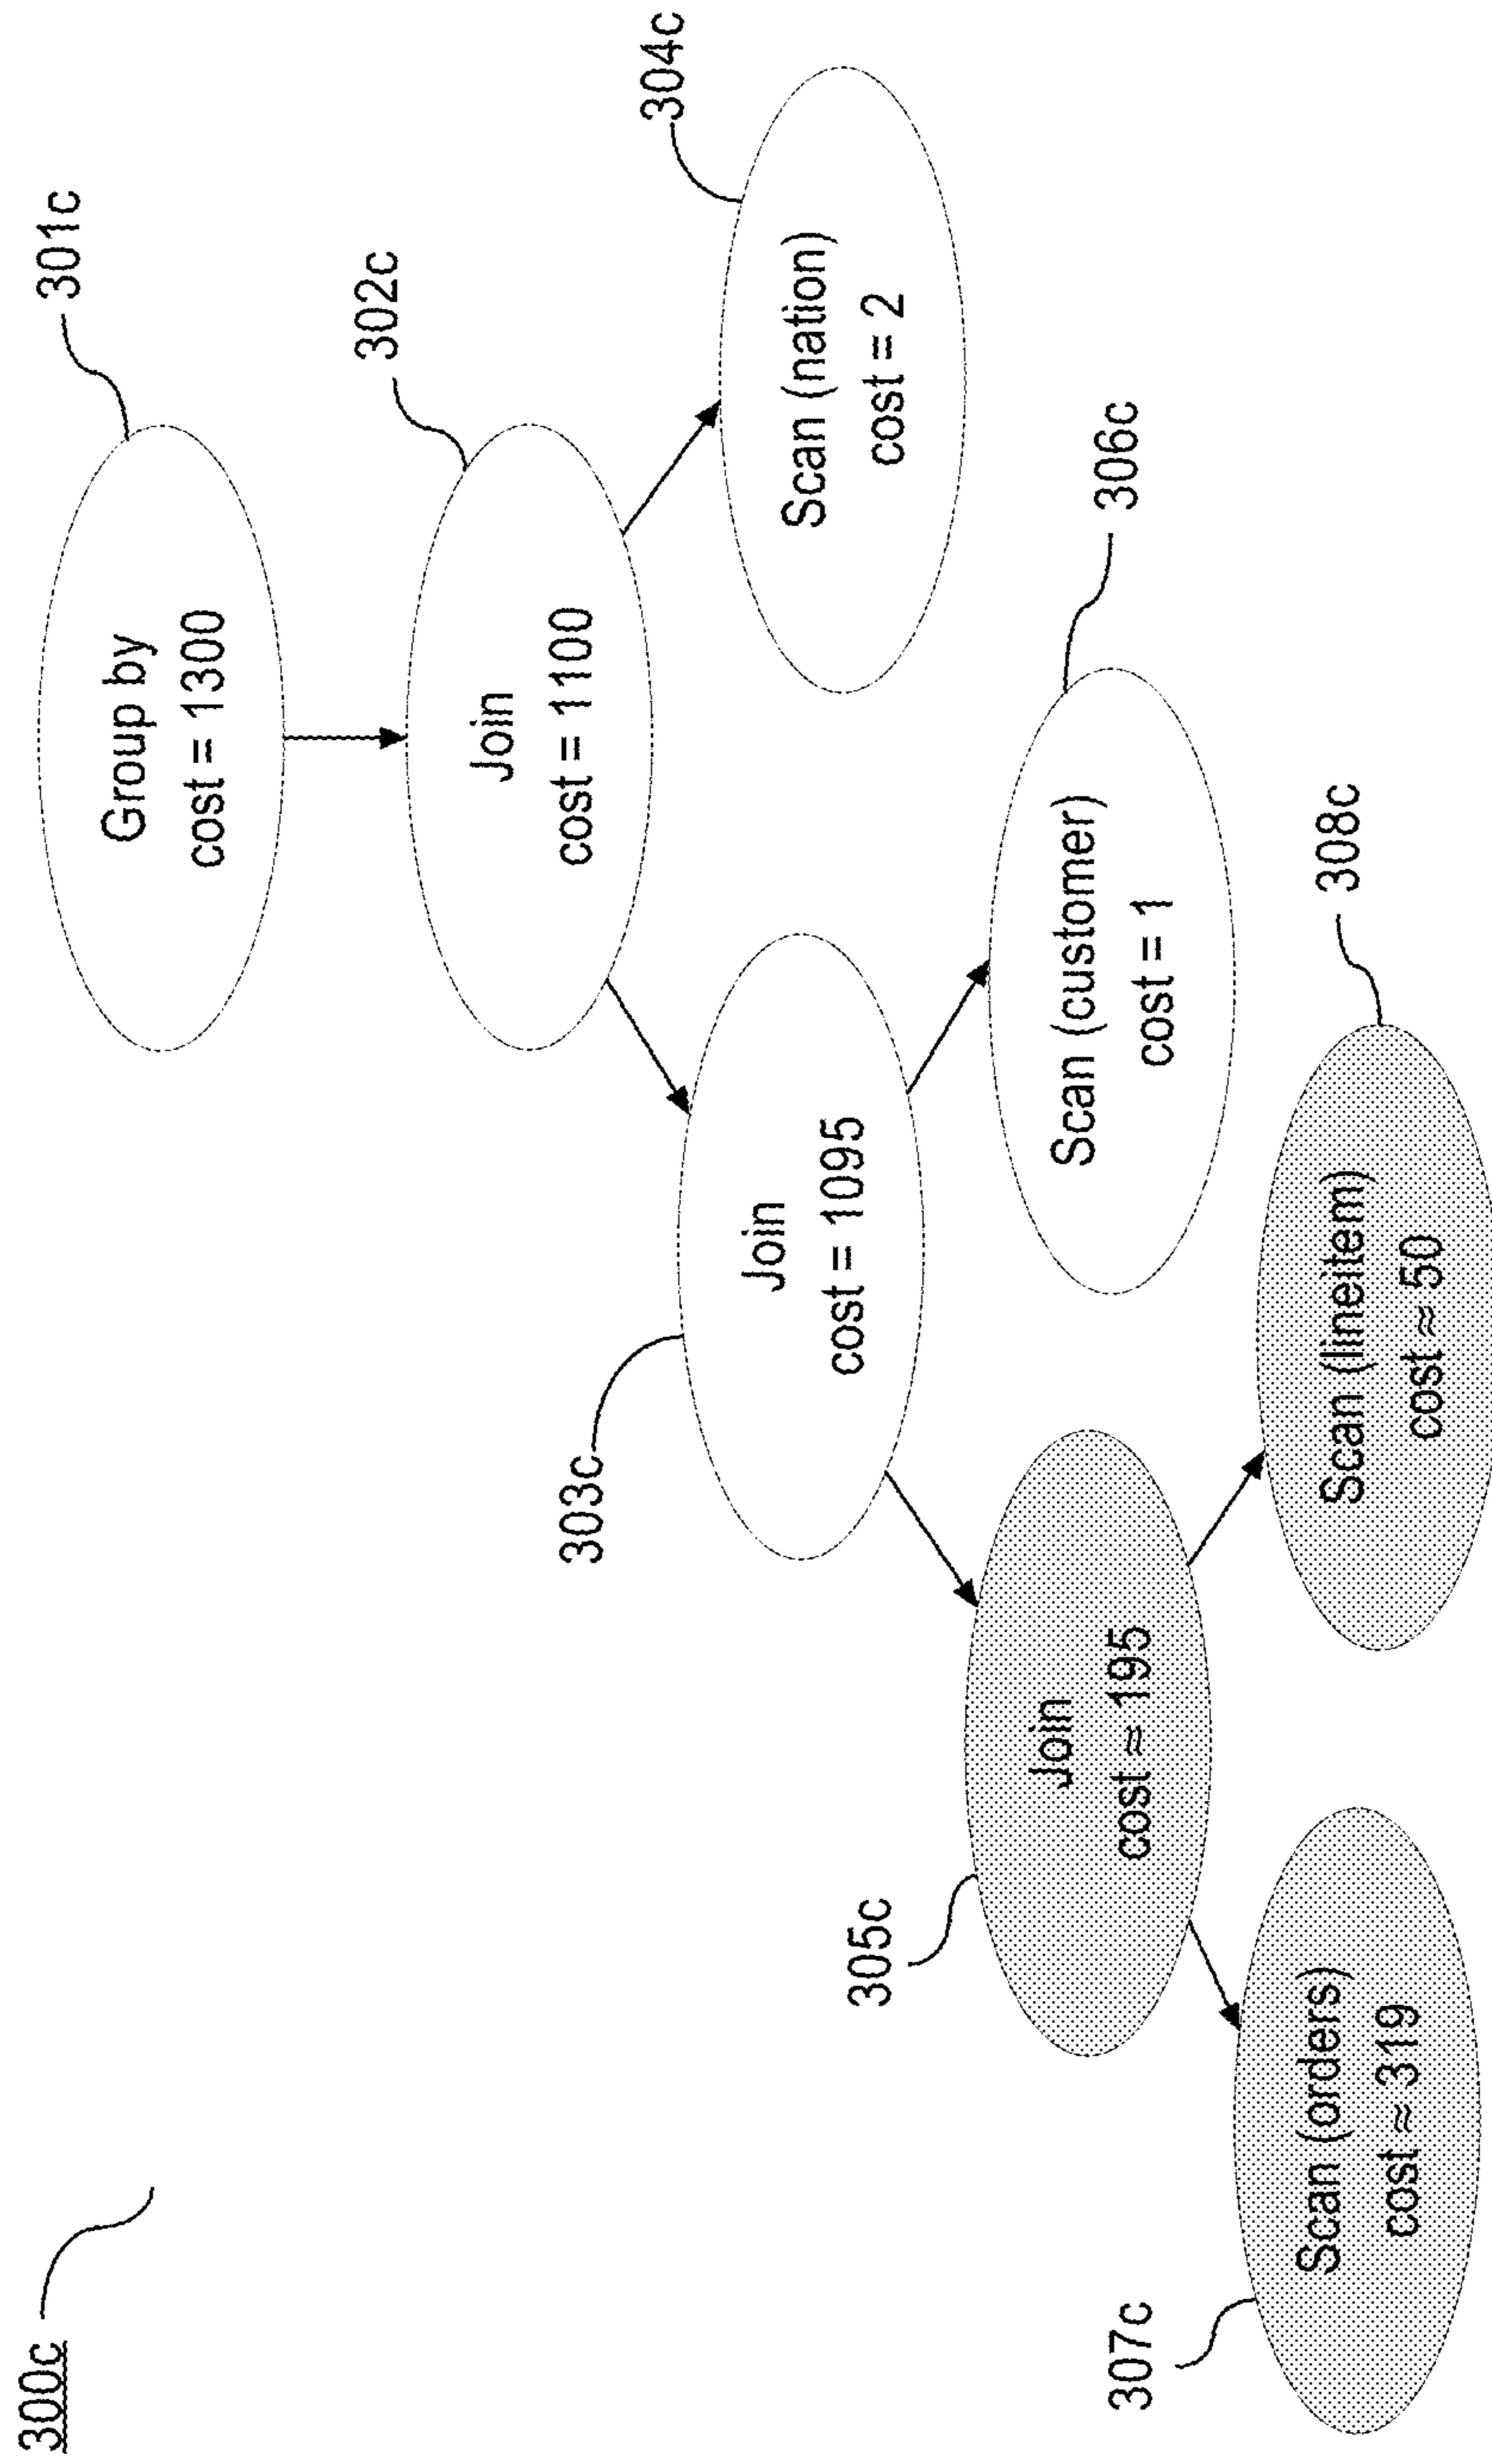 300c
301c
Group by
cost = 1300
302c
Join
cost = 1100
303c
Join
cost = 1095
304c
Scan (nation)
cost = 2
305c
Join
cost ≈ 195
306c
Scan (customer)
cost = 1
307c
Scan (orders)
cost ≈ 319
308c
Scan (lineitem)
cost ≈ 50